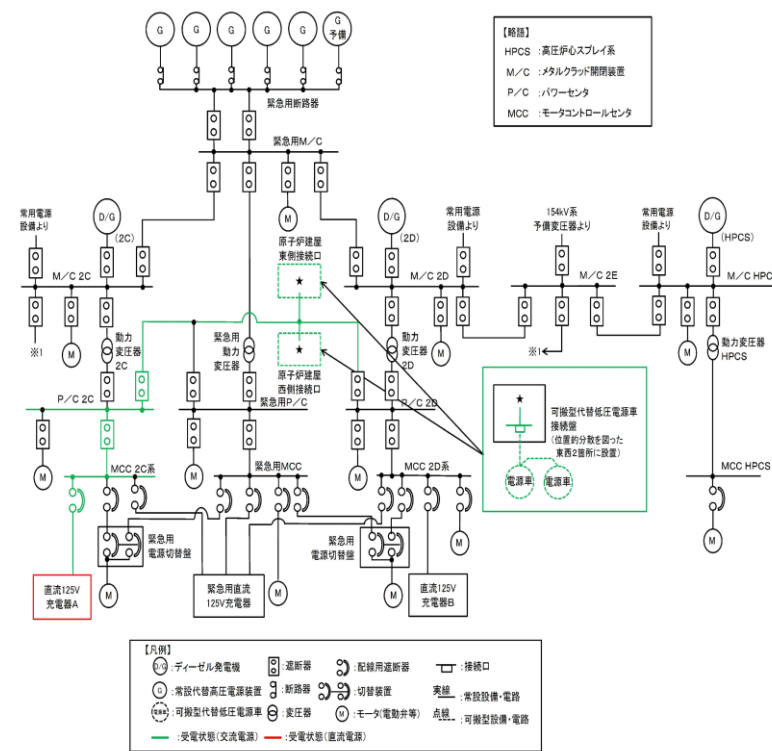 G
G
G
G
G
G
予備
【略語】
HPCS :高圧炉心スプレイ系
M/C :メタルクラッド開閉装置
P/C :パワーセンタ
MCC :モータコントロールセンタ
緊急用断路器
緊急用M/C
常用電源
設備より
D/G
(2C)
M
原子炉建屋
東側接続口
★
D/G
(2D)
常用電源
設備より
154kV系
予備変圧器より
常用電源
設備より
D/G
(HPCS)
M/C 2C
M/C 2D
M/C 2E
M/C HPC
※1
M
動力
変圧器
2C
緊急用
動力
変圧器
★
原子炉建屋
西側接続口
動力
変圧器
2D
M
※1
M
動力変圧器
HPCS
P/C 2C
緊急用P/C
P/C 2D
★
可搬型代替低圧電源車
接続盤
(位置的分散を図った
東西2箇所に設置)
電源車
電源車
M
M
M
MCC 2C系
緊急用MCC
MCC 2D系
MCC HPCS
緊急用
電源切替盤
緊急用
電源切替盤
M
M
直流125V
充電器A
M
緊急用直流
125V充電器
M
M
直流125V
充電器B
【凡例】
D/G :ディーゼル発電機
:遮断器
:配線用遮断器
:接続口
G :常設代替高圧電源装置
:断路器
:切替装置
実線 :常設設備・電路
電源車 :可搬型代替低圧電源車
:変圧器
M :モータ(電動弁等)
点線 :可搬型設備・電路
:受電状態(交流電源)
:受電状態(直流電源)